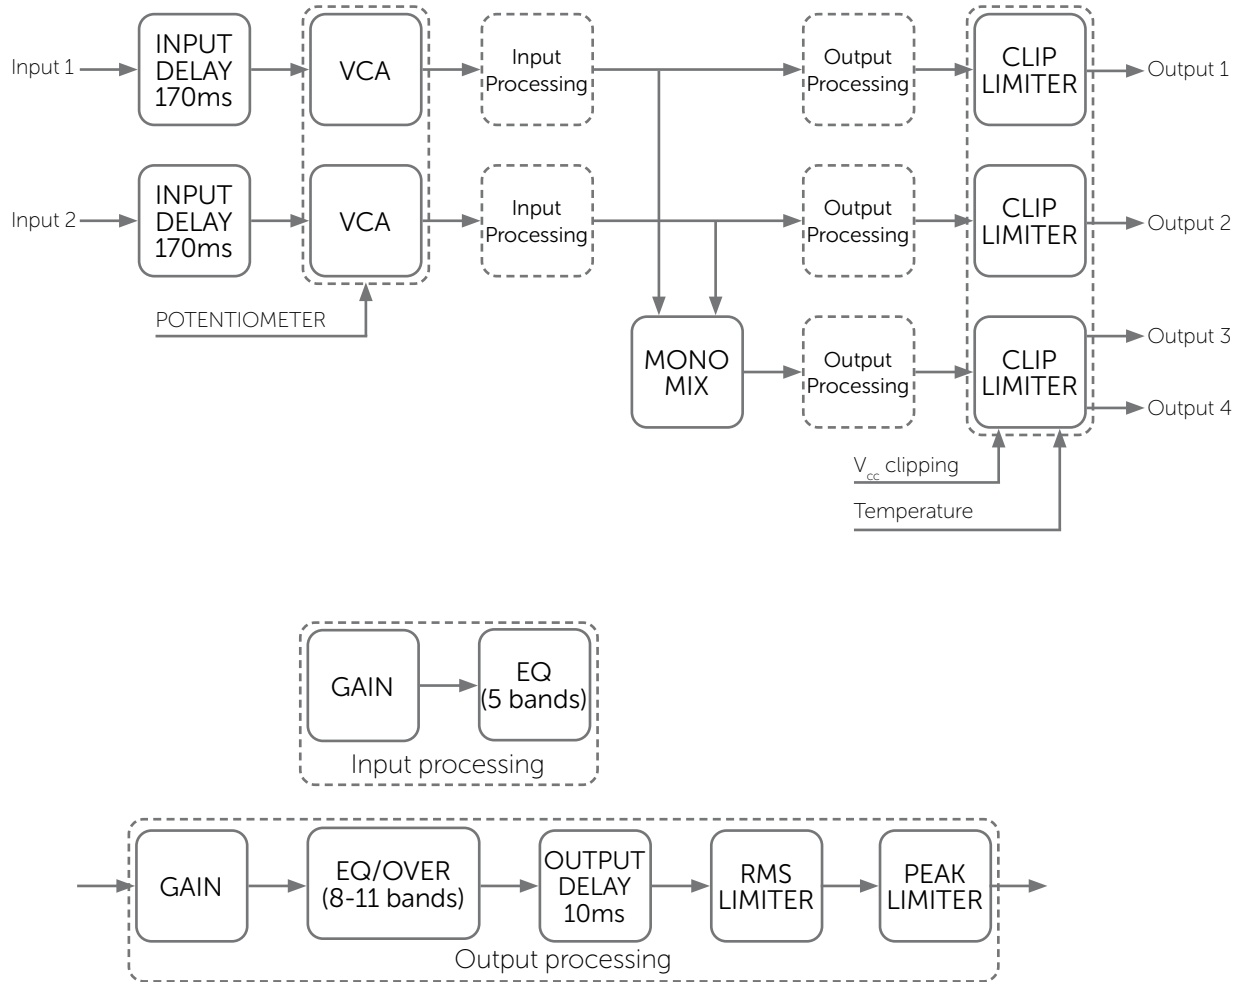 Input 1
INPUT
DELAY
170ms
VCA
Input
Processing
Output
Processing
CLIP
LIMITER
Output 1
Input 2
INPUT
DELAY
170ms
VCA
Input
Processing
Output
Processing
CLIP
LIMITER
Output 2
POTENTIOMETER
MONO
MIX
Output
Processing
CLIP
LIMITER
Output 3
Output 4
Vcc clipping
Temperature
GAIN
EQ
(5 bands)
Input processing
GAIN
EQ/OVER
(8-11 bands)
OUTPUT
DELAY
10ms
RMS
LIMITER
PEAK
LIMITER
Output processing